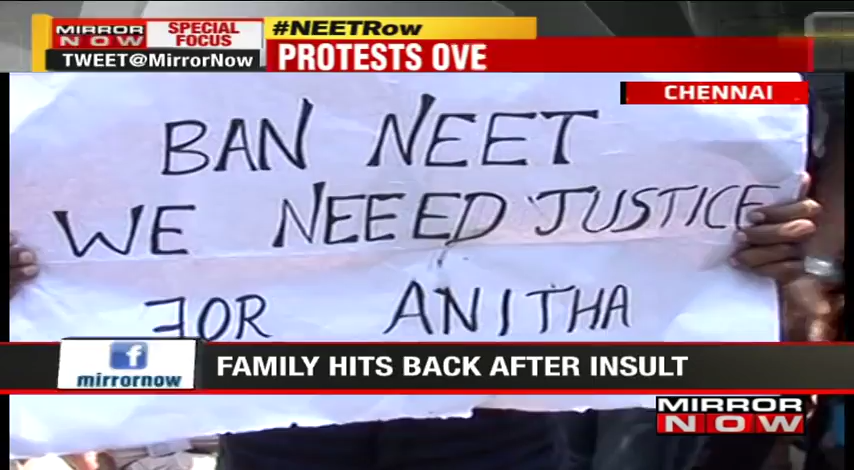 MIRROR NOW
SPECIAL FOCUS
#NEETROW
TWEET@MirrorNow
PROTESTS OVE
CHENNAI
BAN NEET
WE NEEED JUSTICE
FOR ANITHA
mirrornow
FAMILY HITS BACK AFTER INSULT
MIRROR NOW